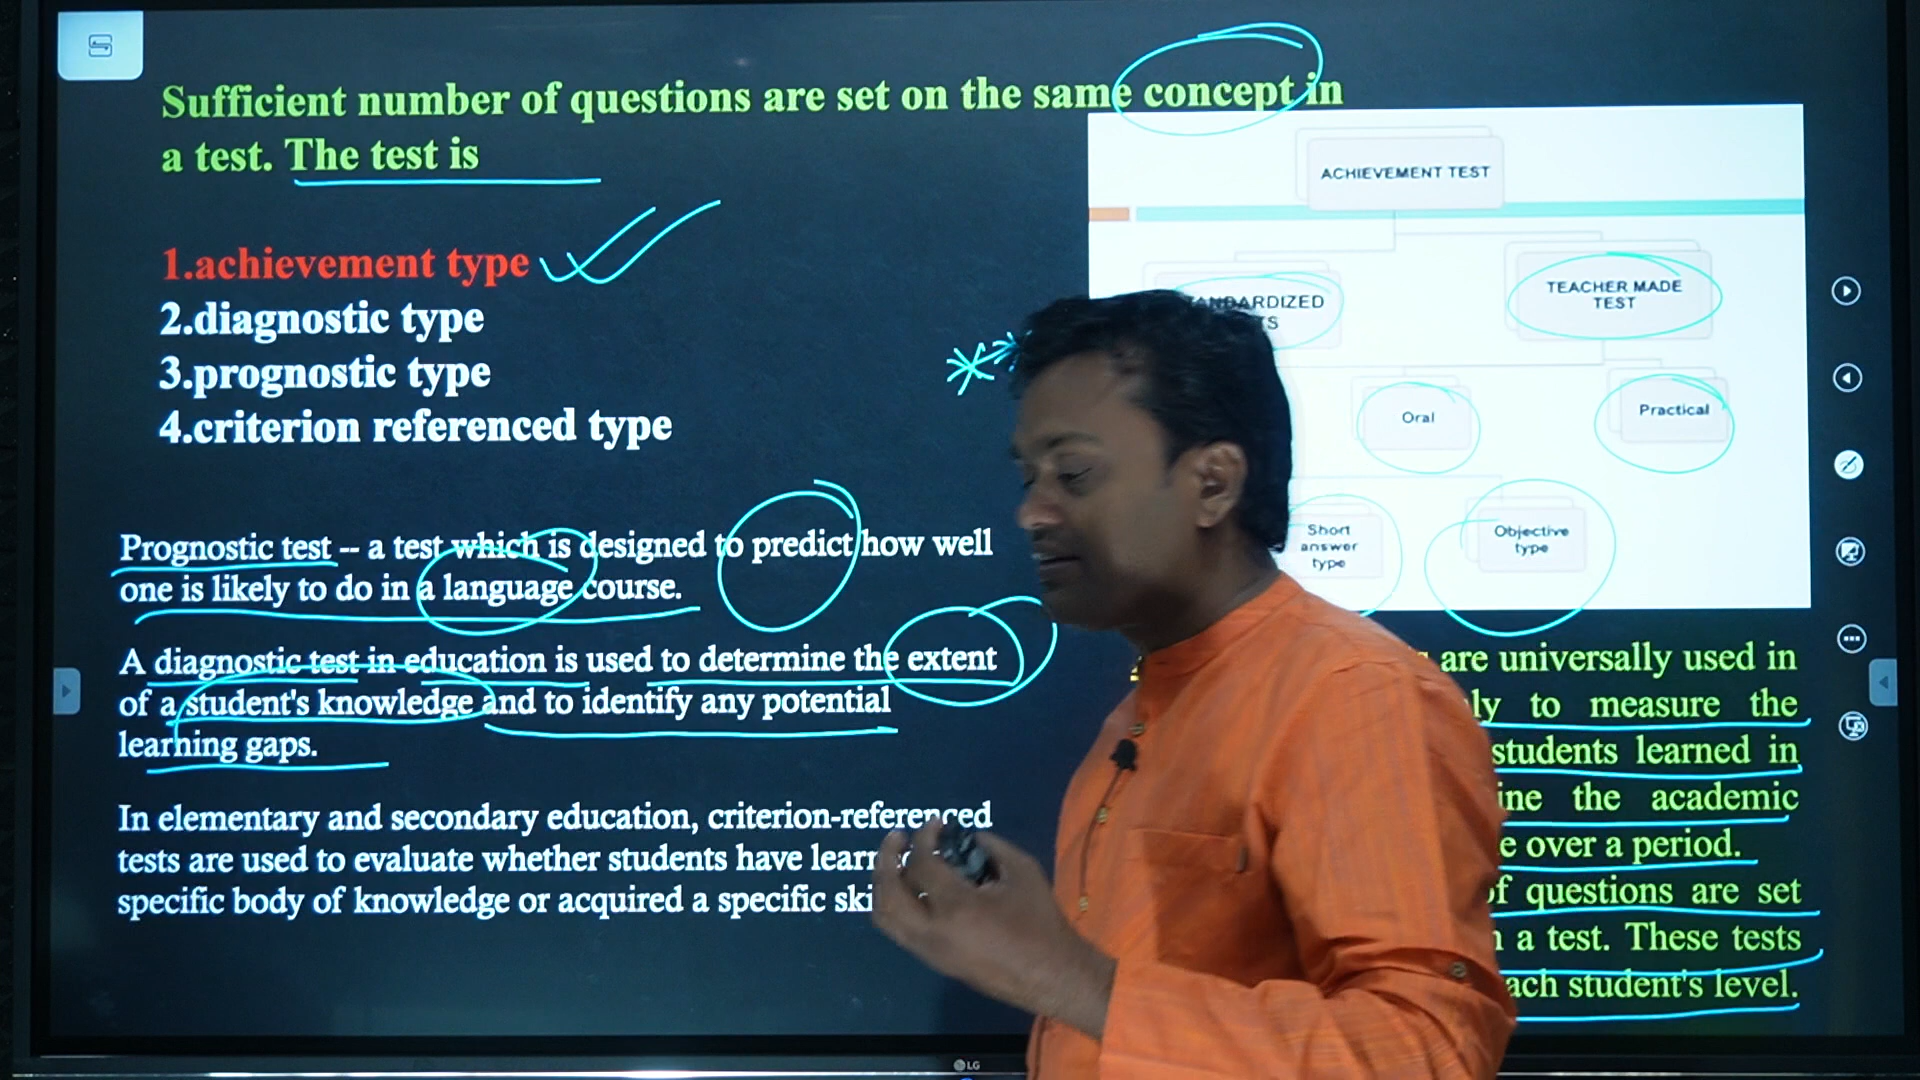 Sufficient number of questions are set on the same concept in
a test. The test is
1.achievement type
2.diagnostic type
3.prognostic type
4.criterion referenced type
Prognostic test -- a test which is designed to predict how well
one is likely to do in a language course.
A diagnostic test in education is used to determine the extent
of a student's knowledge and to identify any potential
learning gaps.
In elementary and secondary education, criterion-referenced
tests are used to evaluate whether students have
specific body of knowledge or acquired a specific
ACHIEVEMENT TEST
TEACHER MADE
TEST
Oral
Practical
Short
answer
type
Objective
type
are universally used in
to measure the
students learned in
the academic
over a period.
questions are set
a test. These tests
student's level.
LG